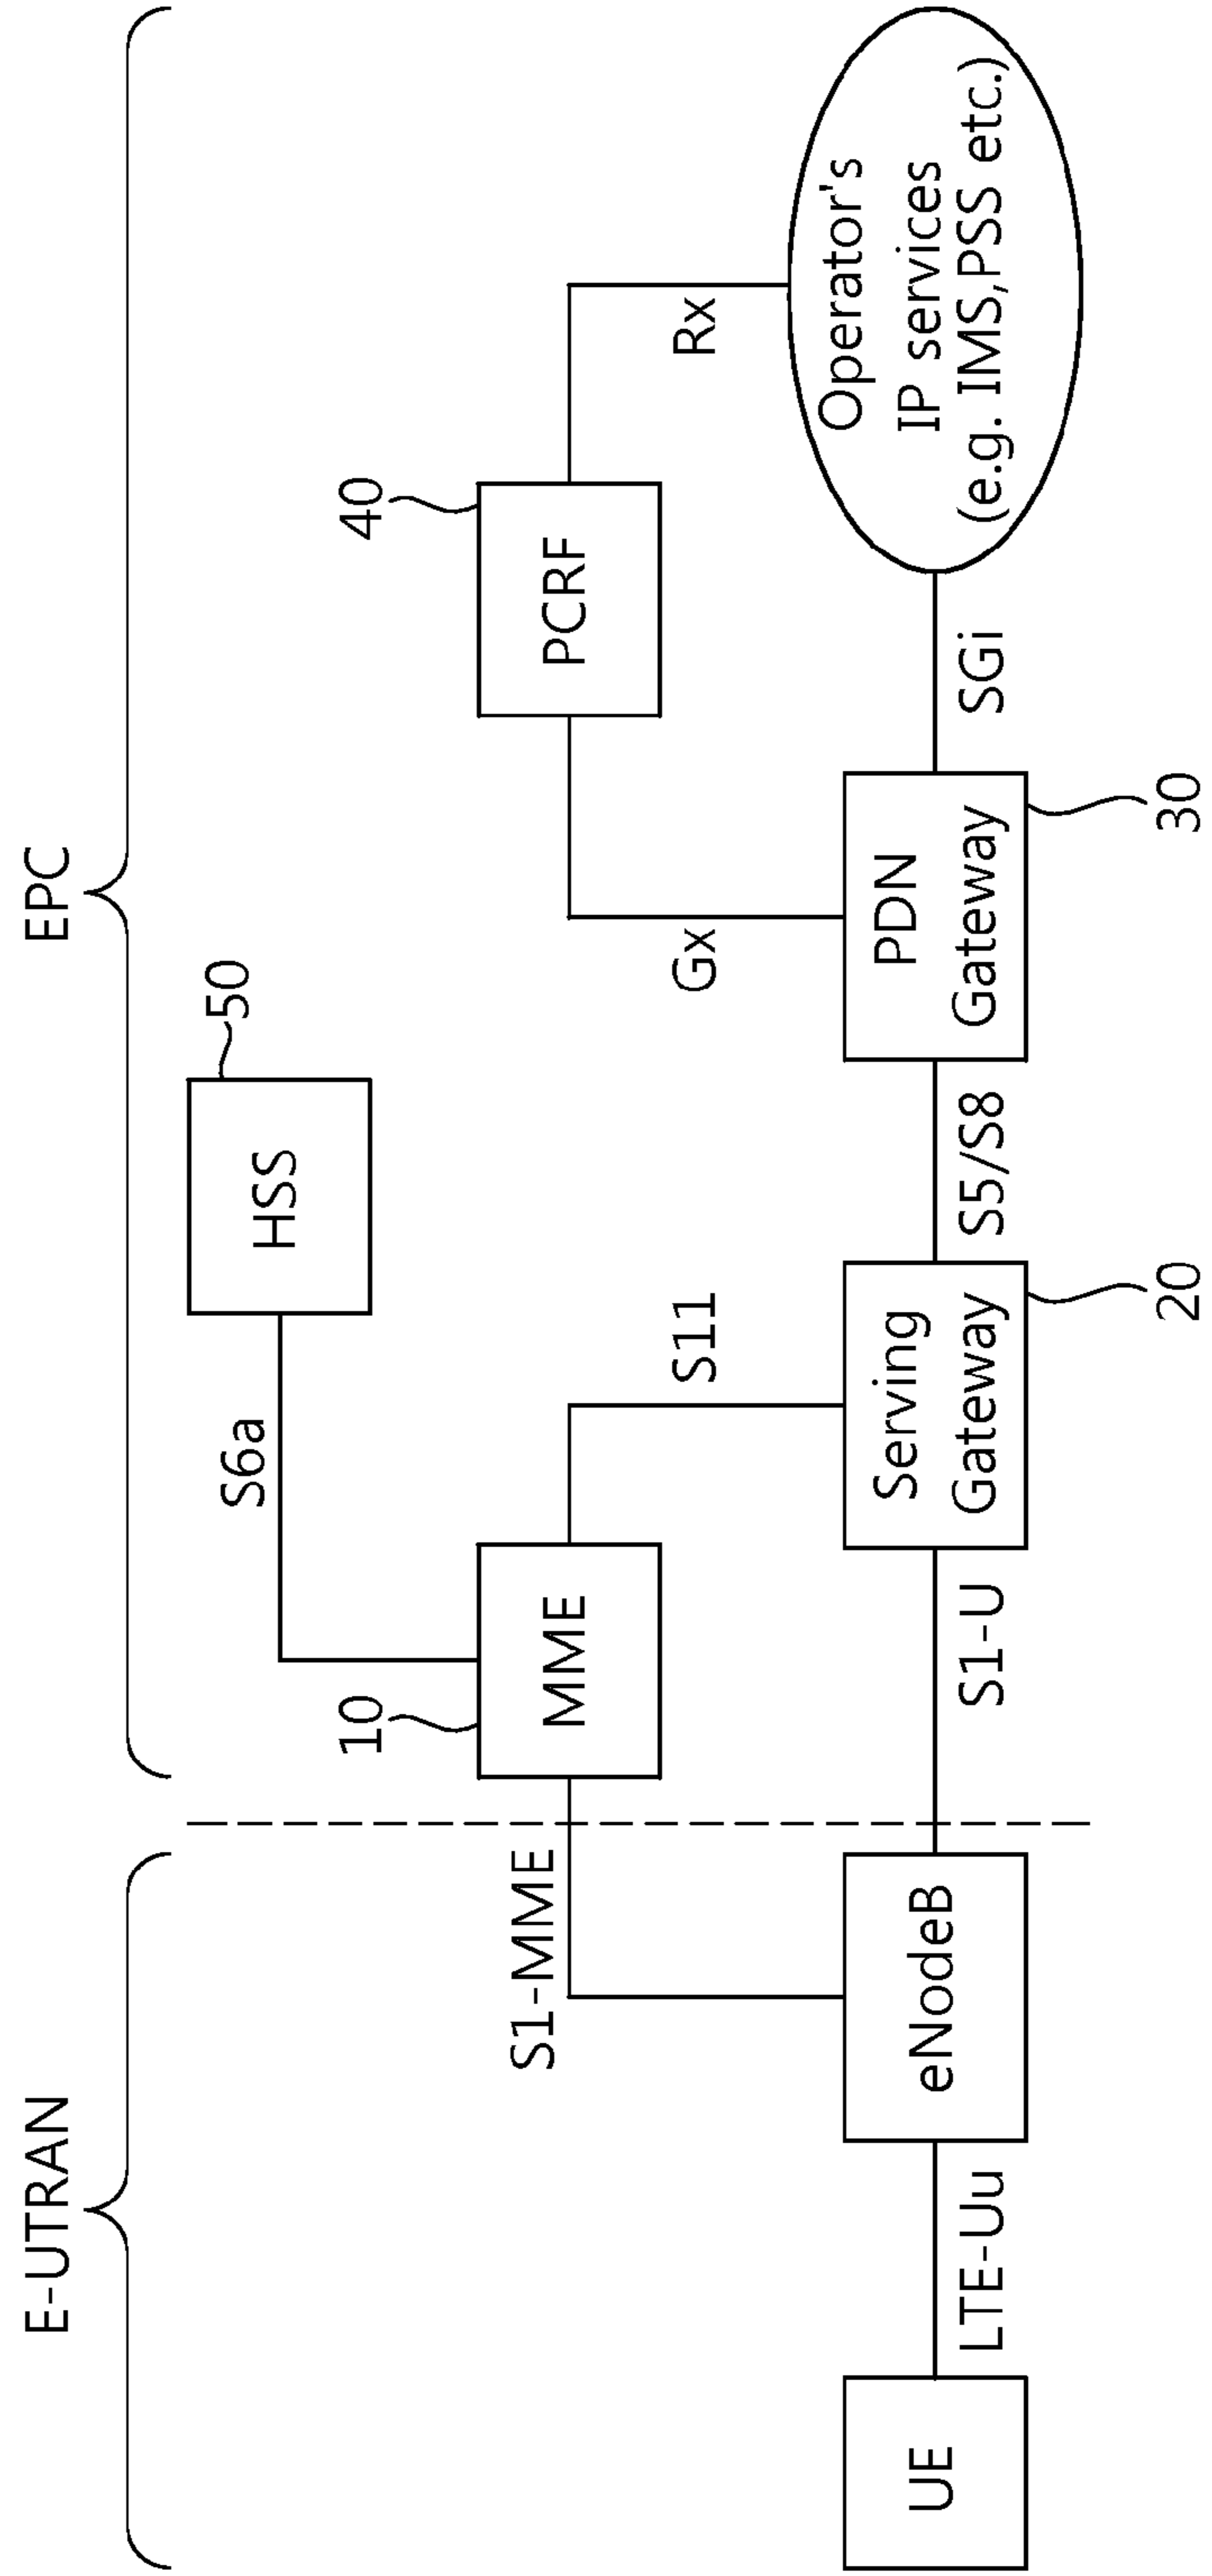 E-UTRAN
EPC
HSS
50
S6a
10
40
MME
PCRF
S1-MME
S11
Gx
Rx
UE
LTE-Uu
eNodeB
S1-U
Serving
Gateway
20
S5/S8
PDN
Gateway
30
SGi
Operator's
IP services
(e.g. IMS,PSS etc.)